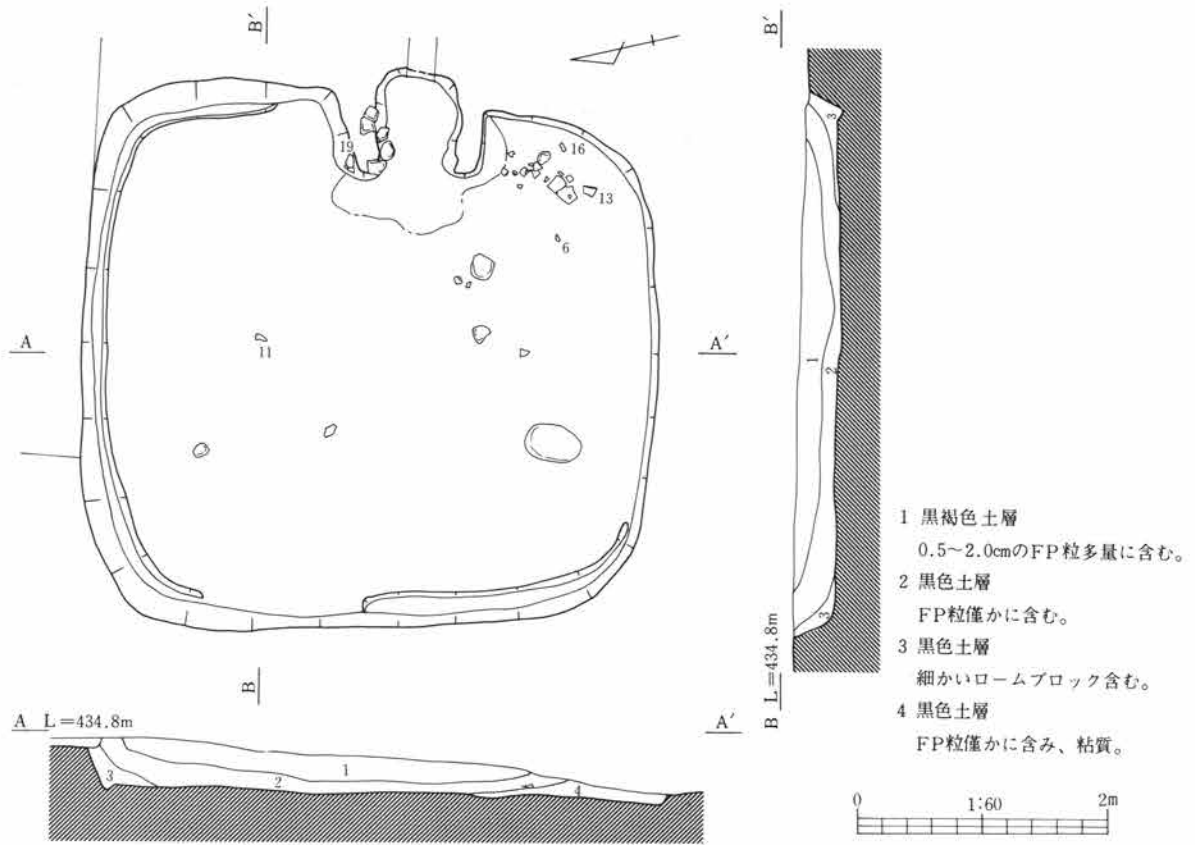 B′
B′
19
16
13
6
11
A
A′
B
A L=434.8m
A′
1
2
3
4
3
1
2
3
B L=434.8m
1 黒褐色土層
0.5~2.0cmのFP粒多量に含む。
2 黒色土層
FP粒僅かに含む。
3 黒色土層
細かいロームブロック含む。
4 黒色土層
FP粒僅かに含み、粘質。
0 1:60 2m